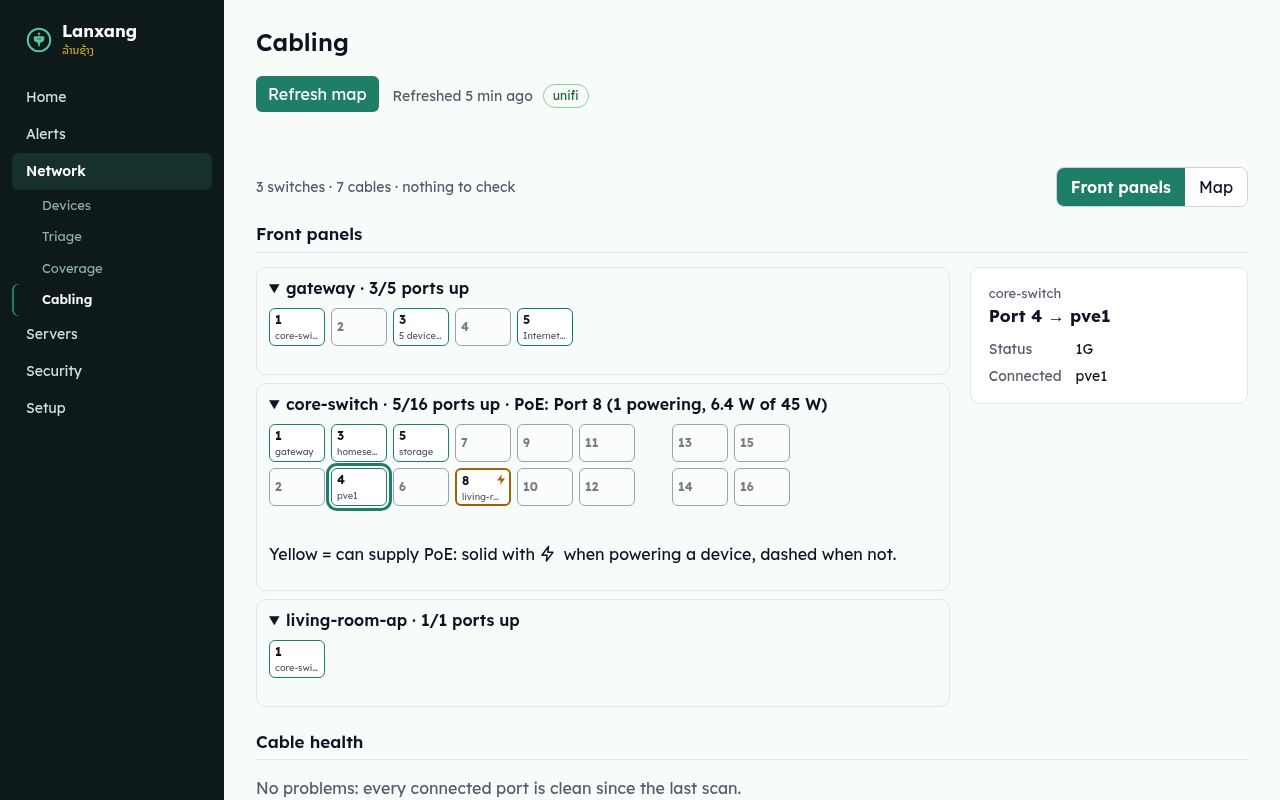 Lanxang
ລ້ານຊ້າງ
Home
Alerts
Network
Devices
Triage
Coverage
Cabling
Servers
Security
Setup
Cabling
Refresh map
Refreshed 5 min ago
unifi
3 switches · 7 cables · nothing to check
Front panels
Map
Front panels
▼ gateway · 3/5 ports up
1
core-swi…
2
3
5 device…
4
5
Internet…
▼ core-switch · 5/16 ports up · PoE: Port 8 (1 powering, 6.4 W of 45 W)
1
gateway
3
homese…
5
storage
7
9
11
13
15
2
4
pve1
6
8
living-r…
10
12
14
16
Yellow = can supply PoE: solid with when powering a device, dashed when not.
▼ living-room-ap · 1/1 ports up
1
core-swi…
core-switch
Port 4 → pve1
Status 1G
Connected pve1
Cable health
No problems: every connected port is clean since the last scan.